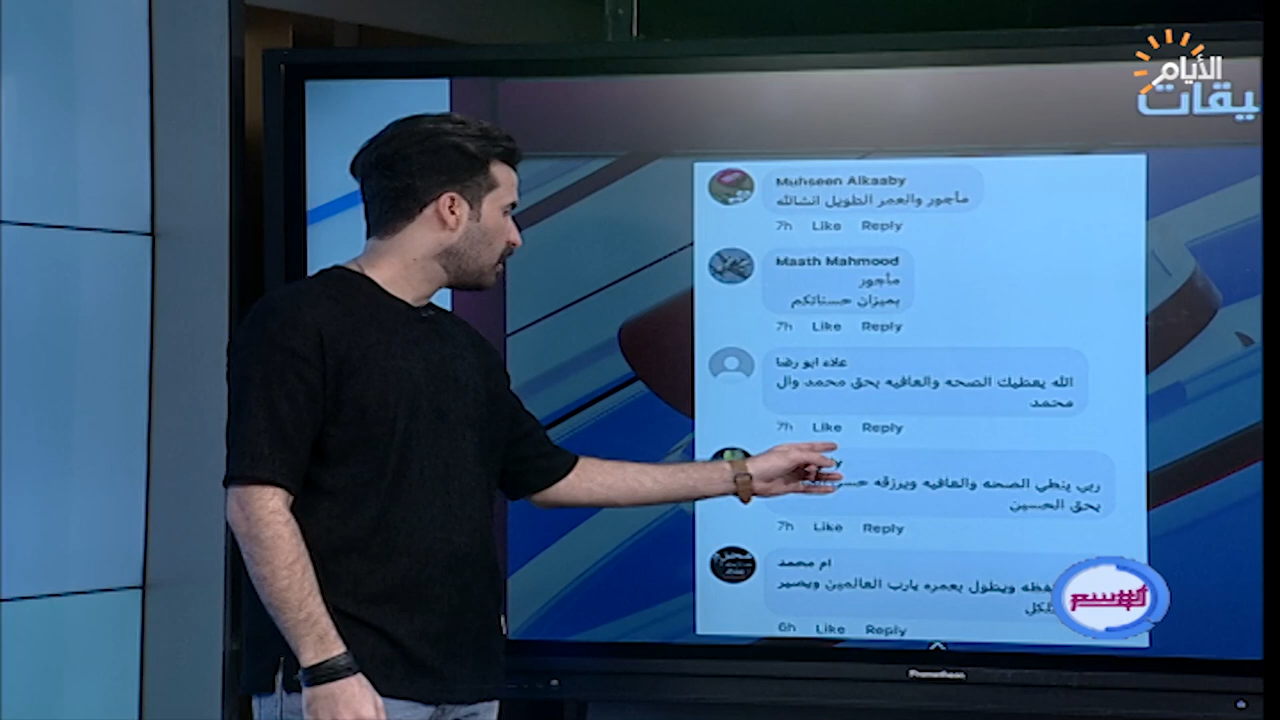 الأيام
يقات
Muhseen Alkaaby
مأجور والعمر الطويل انشالله
7h Like Reply
Maath Mahmood
مأجور
بميزان حسناتكم
7h Like Reply
علاء ابو رضا
الله يعطيك الصحه والعافيه بحق محمد وال
محمد
7h Like Reply
ربي ينطي الصحه والعافيه ويرزقه
بحق الحسين
7h Like Reply
ام محمد
ويطول بعمره يارب العالمين ويصير
6h Like Reply
Promethean